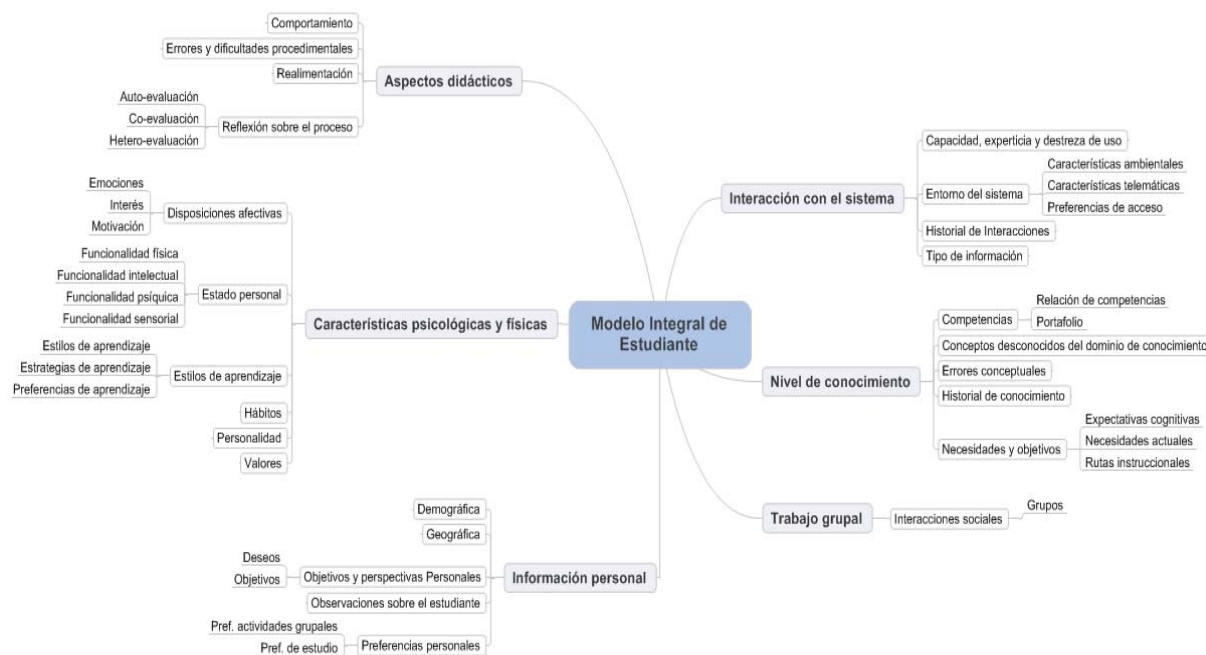 Modelo Integral de
Estudiante
Aspectos didácticos
Comportamiento
Errores y dificultades procedimentales
Realimentación
Reflexión sobre el proceso
Auto-evaluación
Co-evaluación
Hetero-evaluación
Características psicológicas y físicas
Disposiciones afectivas
Emociones
Interés
Motivación
Estado personal
Funcionalidad física
Funcionalidad intelectual
Funcionalidad psíquica
Funcionalidad sensorial
Estilos de aprendizaje
Estilos de aprendizaje
Estrategias de aprendizaje
Preferencias de aprendizaje
Hábitos
Personalidad
Valores
Información personal
Demográfica
Geográfica
Objetivos y perspectivas Personales
Deseos
Objetivos
Observaciones sobre el estudiante
Preferencias personales
Pref. actividades grupales
Pref. de estudio
Interacción con el sistema
Capacidad, experticia y destreza de uso
Entorno del sistema
Características ambientales
Características telemáticas
Preferencias de acceso
Historial de Interacciones
Tipo de información
Nivel de conocimiento
Competencias
Relación de competencias
Portafolio
Conceptos desconocidos del dominio de conocimiento
Errores conceptuales
Historial de conocimiento
Necesidades y objetivos
Expectativas cognitivas
Necesidades actuales
Rutas instruccionales
Trabajo grupal
Interacciones sociales
Grupos